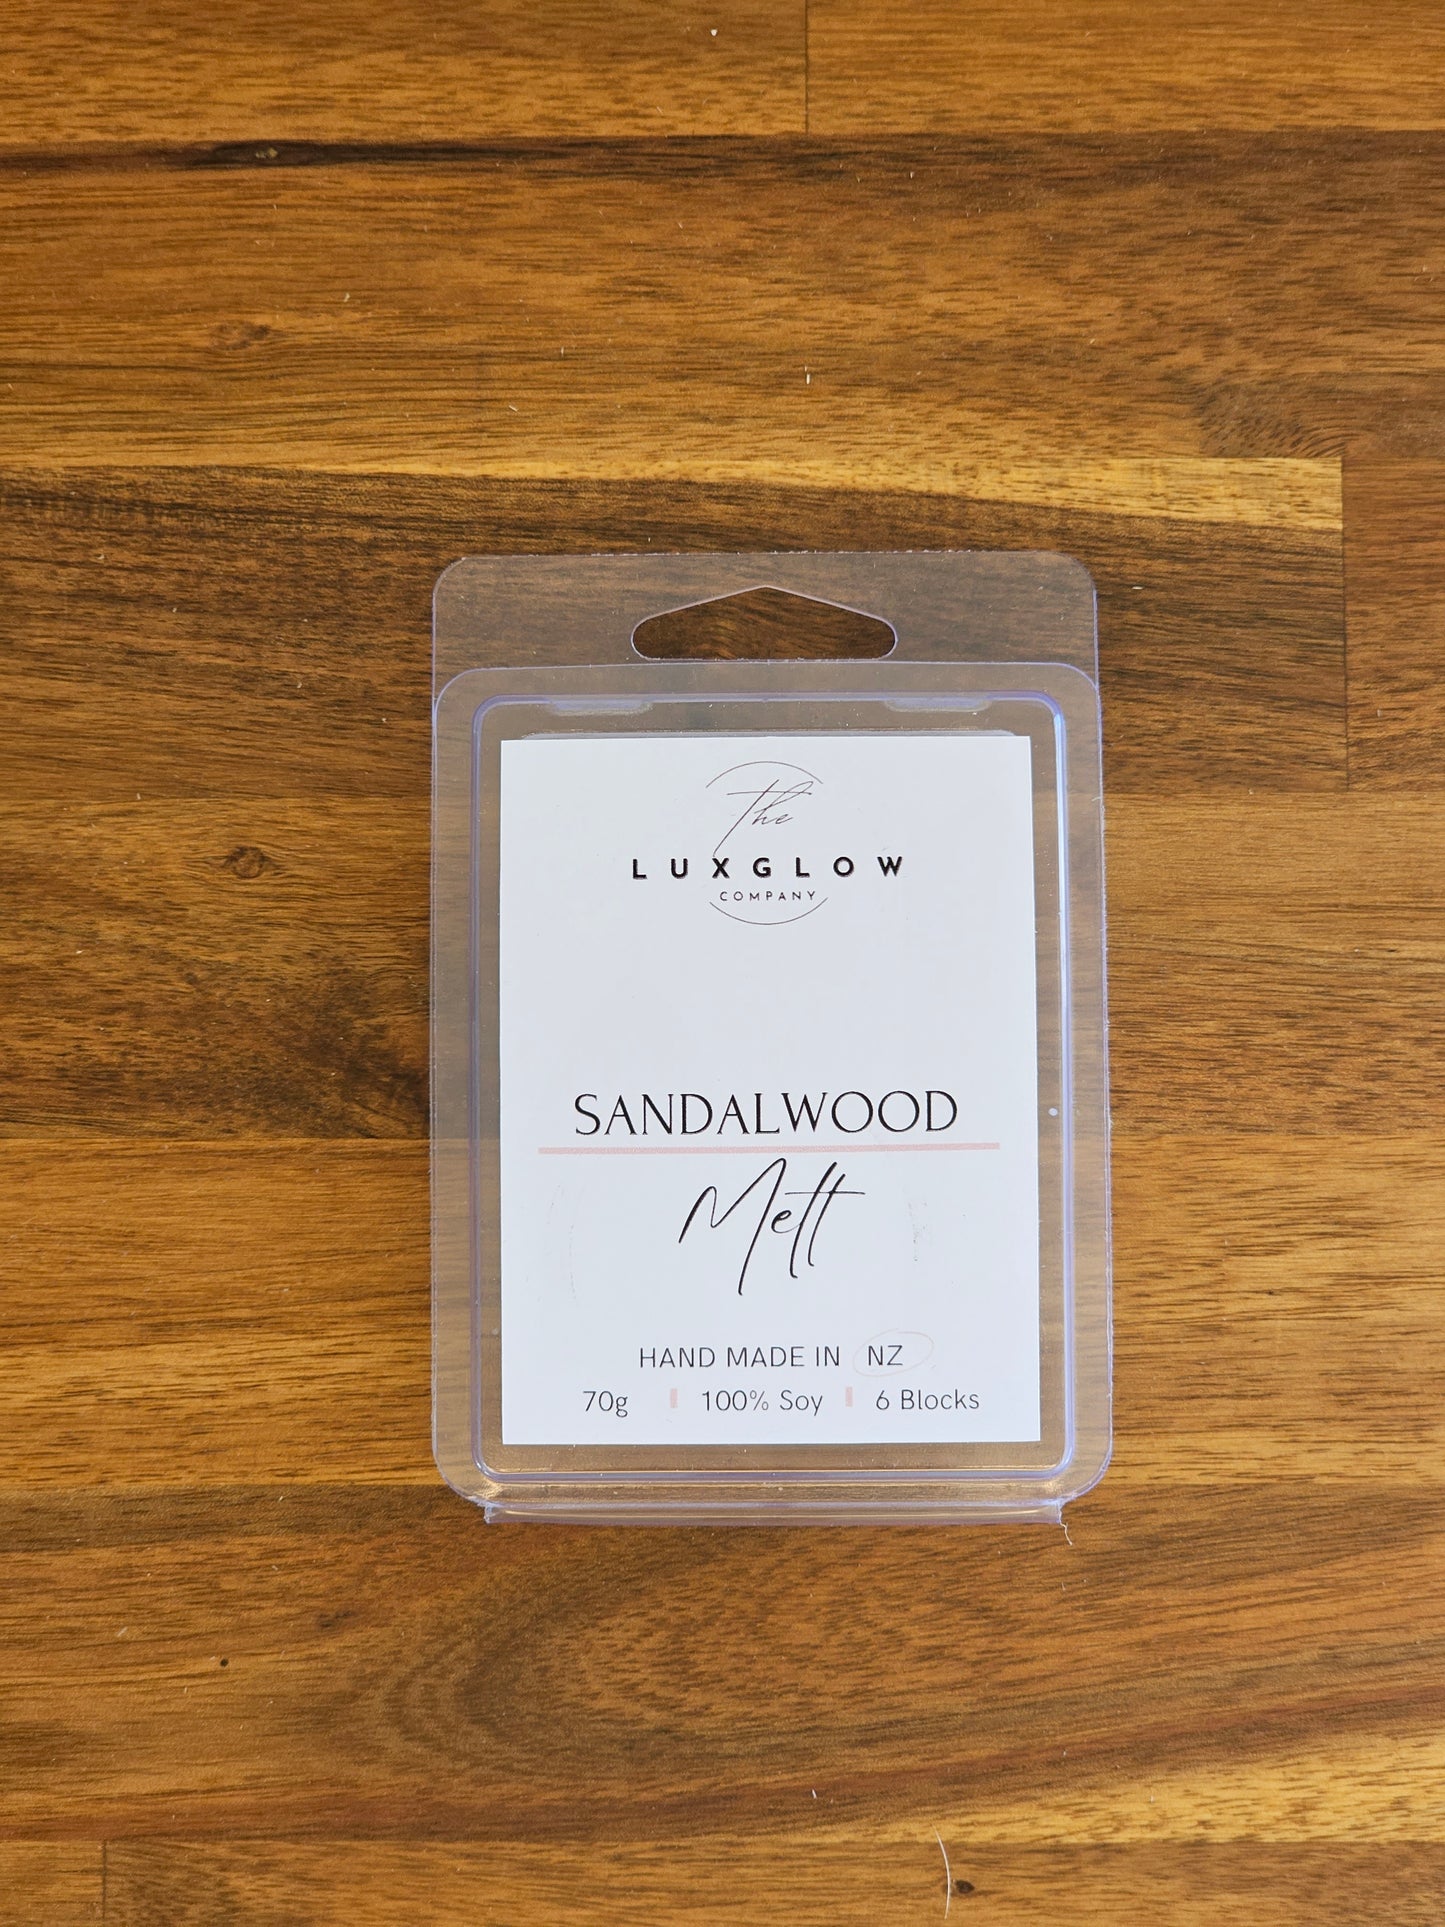 The
LUXGLOW
COMPANY
SANDALWOOD
Melt
HAND MADE IN NZ
70g | 100% Soy | 6 Blocks